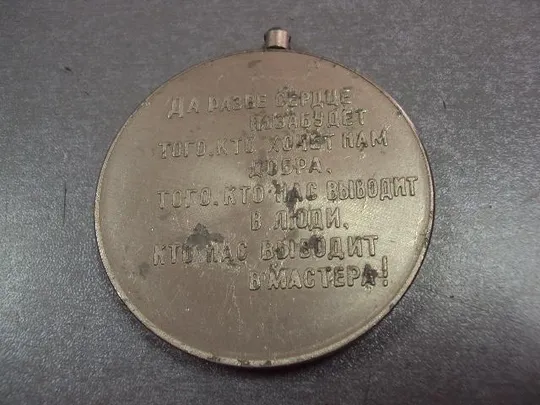 ДА РАЗВЕ СЕРДЦЕ
ПОЗАБУДЕТ
ТОГО, КТО ХОЧЕТ НАМ
ДОБРА,
ТОГО, КТО НАС ВЫВОДИТ
В ЛЮДИ,
КТО НАС ВЫВОДИТ
В МАСТЕРА!